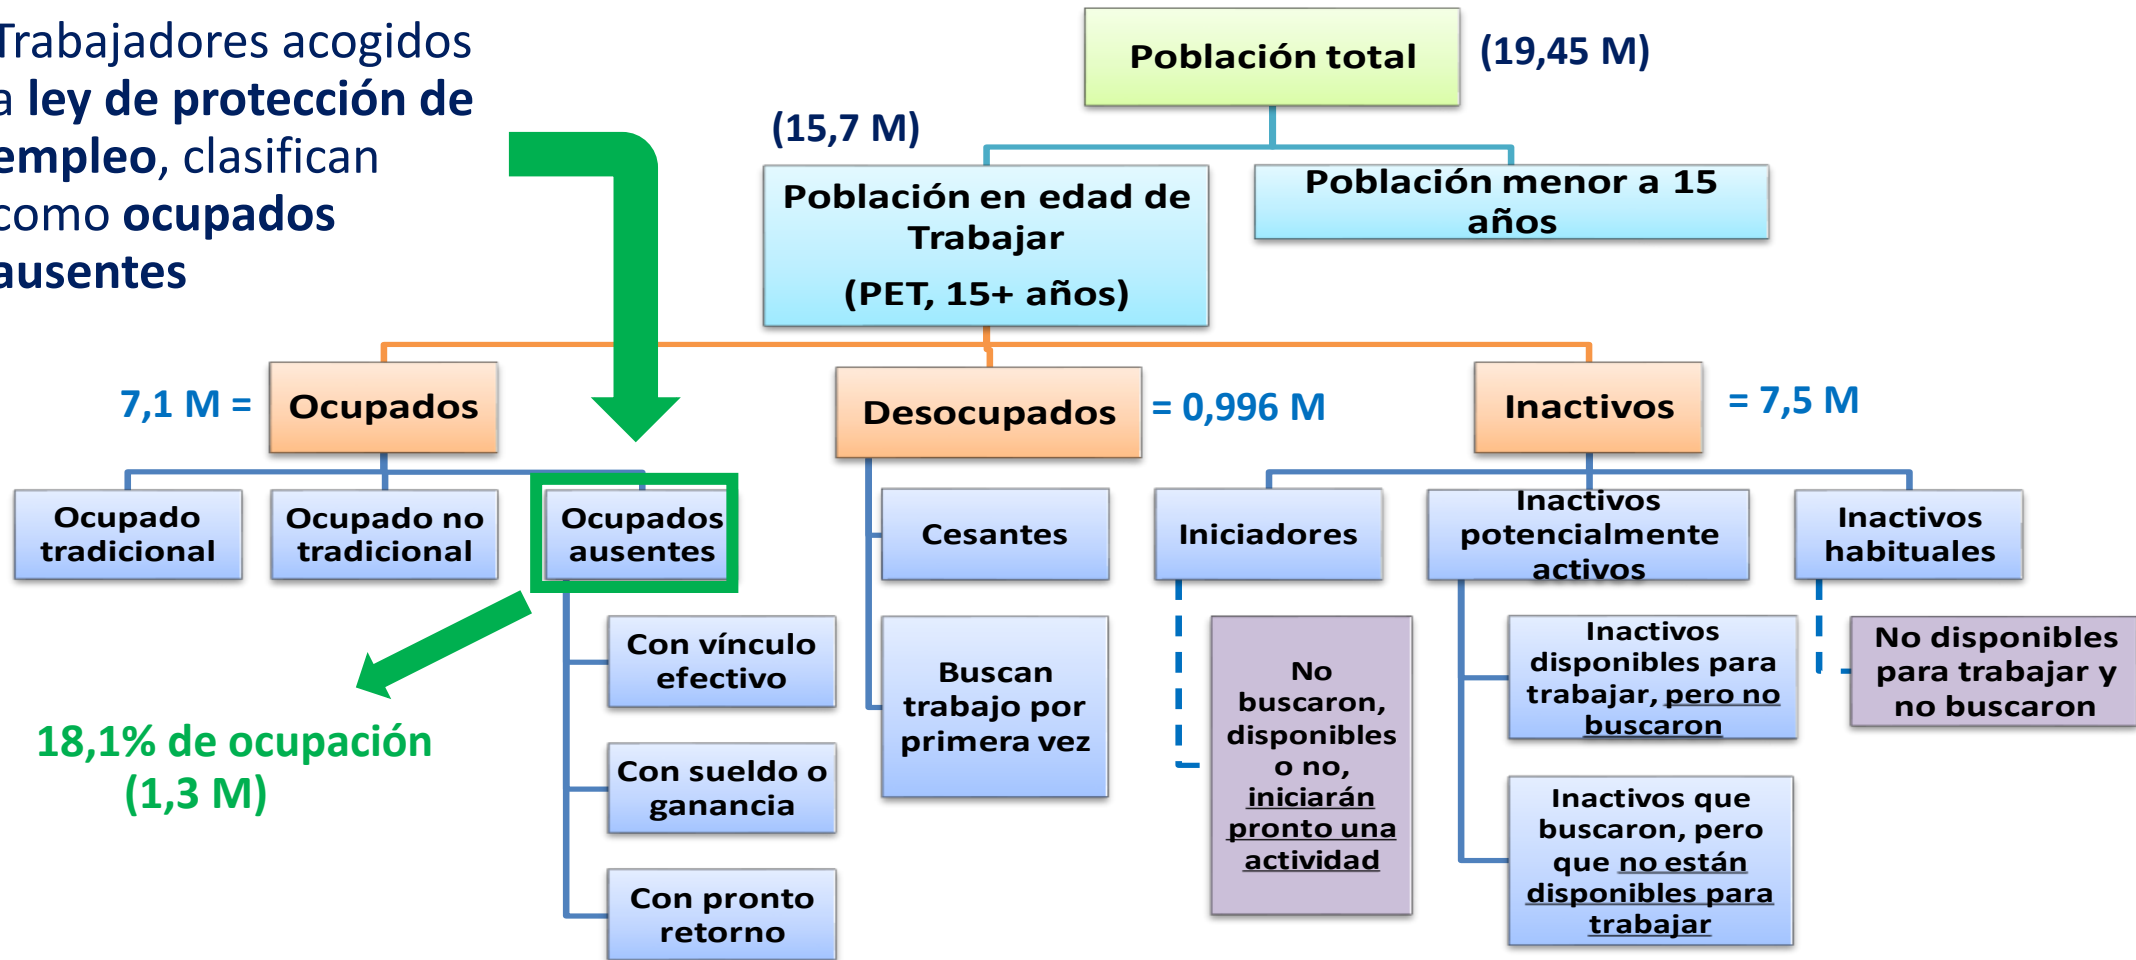 Trabajadores acogidos
a ley de protección de
empleo, clasifican
como ocupados
ausentes
Población total
(19,45 M)
(15,7 M)
Población en edad de
Trabajar
(PET, 15+ años)
Población menor a 15
años
7,1 M =
Ocupados
Desocupados
= 0,996 M
Inactivos
= 7,5 M
Ocupado
tradicional
Ocupado no
tradicional
Ocupados
ausentes
Cesantes
Iniciadores
Inactivos
potencialmente
activos
Inactivos
habituales
Con vínculo
efectivo
Con sueldo o
ganancia
Con pronto
retorno
Buscan
trabajo por
primera vez
No
buscaron,
disponibles
o no,
iniciarán
pronto una
actividad
Inactivos
disponibles para
trabajar, pero no
buscaron
Inactivos que
buscaron, pero
que no están
disponibles para
trabajar
No disponibles
para trabajar y
no buscaron
18,1% de ocupación
(1,3 M)